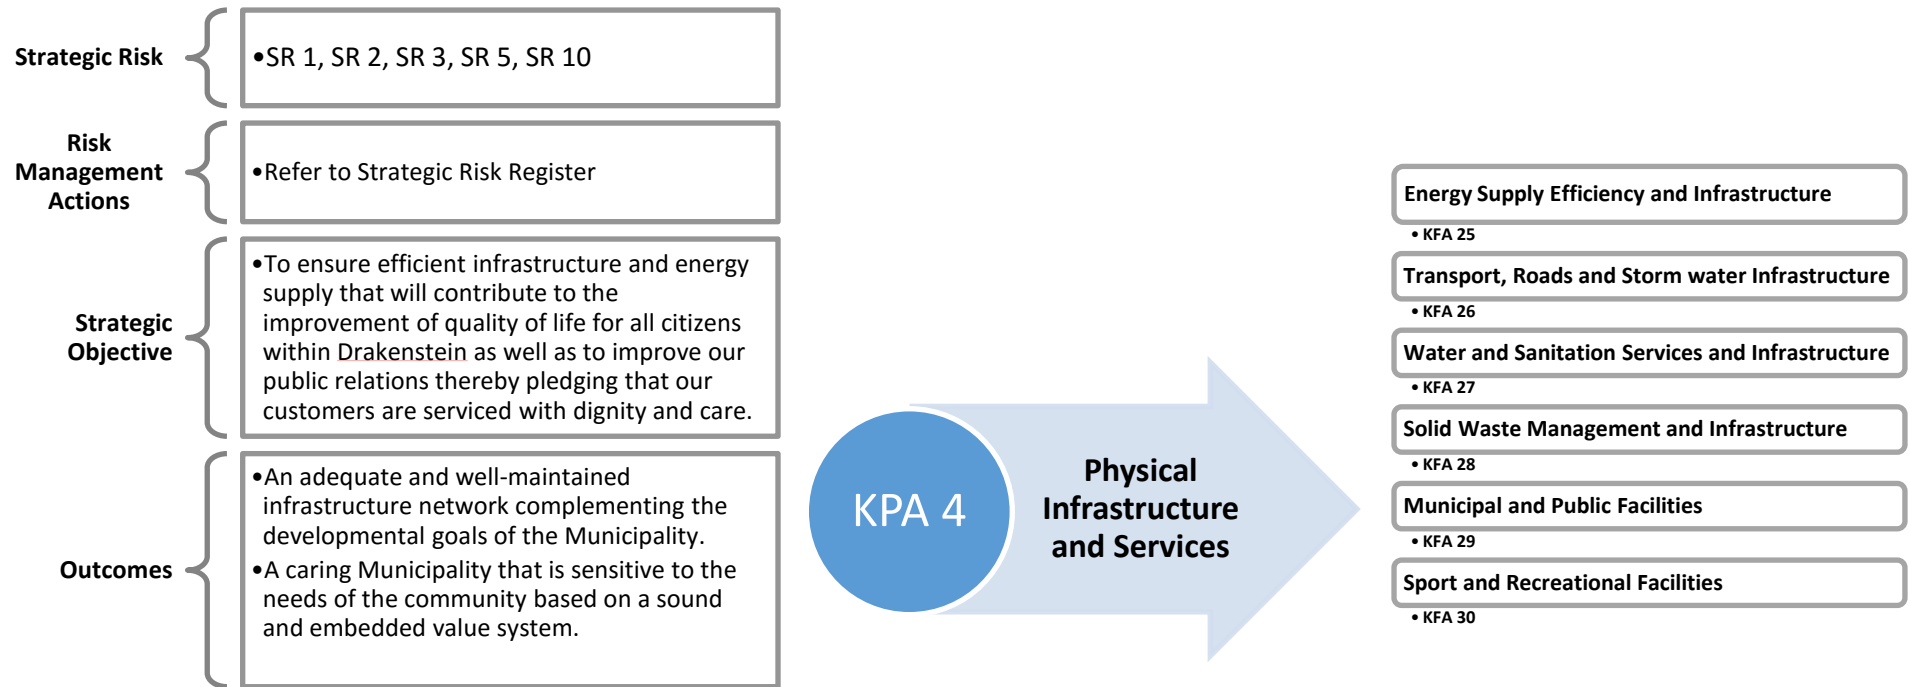 Strategic Risk
•SR 1, SR 2, SR 3, SR 5, SR 10
Risk
Management
Actions
•Refer to Strategic Risk Register
Strategic
Objective
•To ensure efficient infrastructure and energy
supply that will contribute to the
improvement of quality of life for all citizens
within Drakenstein as well as to improve our
public relations thereby pledging that our
customers are serviced with dignity and care.
Outcomes
•An adequate and well-maintained
infrastructure network complementing the
developmental goals of the Municipality.
•A caring Municipality that is sensitive to the
needs of the community based on a sound
and embedded value system.
KPA 4
Physical
Infrastructure
and Services
Energy Supply Efficiency and Infrastructure
• KFA 25
Transport, Roads and Storm water Infrastructure
• KFA 26
Water and Sanitation Services and Infrastructure
• KFA 27
Solid Waste Management and Infrastructure
• KFA 28
Municipal and Public Facilities
• KFA 29
Sport and Recreational Facilities
• KFA 30